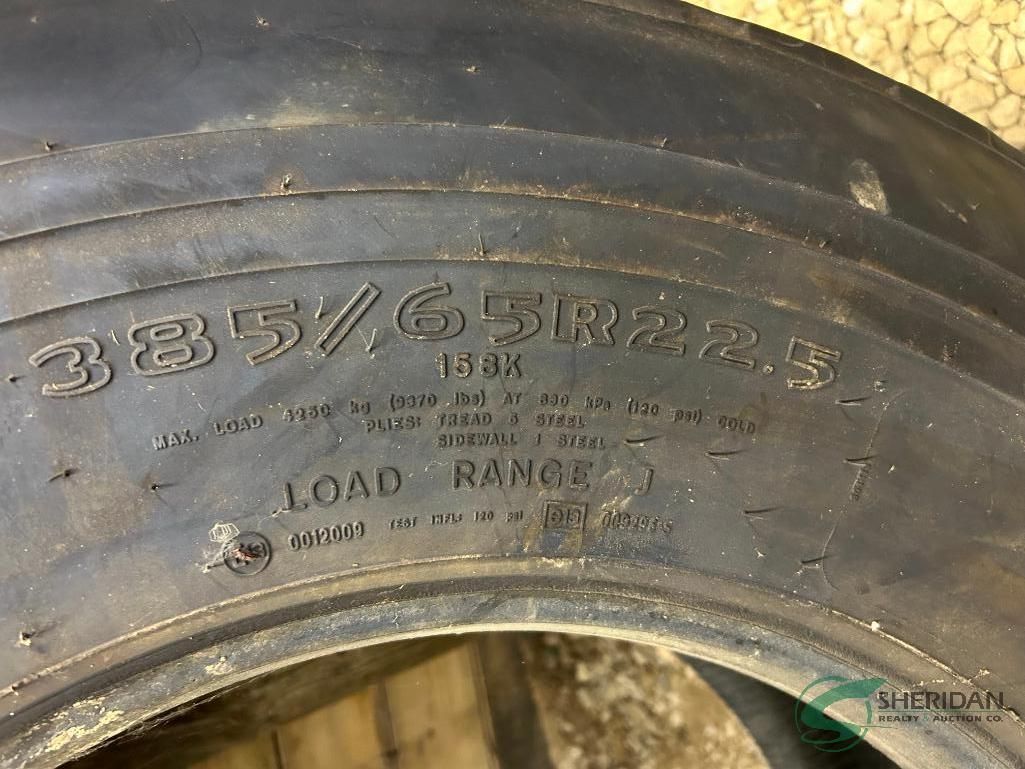 385/65R22.5
158K
MAX. LOAD 4250 kg (9370 lbs) AT 830 kPa (120 psi) COLD
PLIES: TREAD 5 STEEL
SIDEWALL 1 STEEL
LOAD RANGE J
0012009 TEST INFL: 120 PSI
SHERIDAN
REALTY & AUCTION CO.